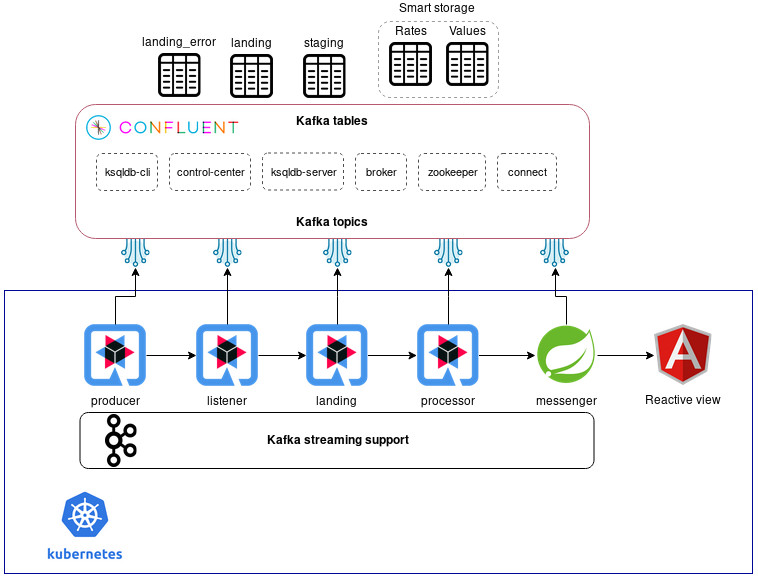 Smart storage
landing_error landing staging Rates Values
CONFLUENT
Kafka tables
ksqldb-cli control-center ksqldb-server broker zookeeper connect
Kafka topics
producer listener landing processor messenger Reactive view
Kafka streaming support
kubernetes